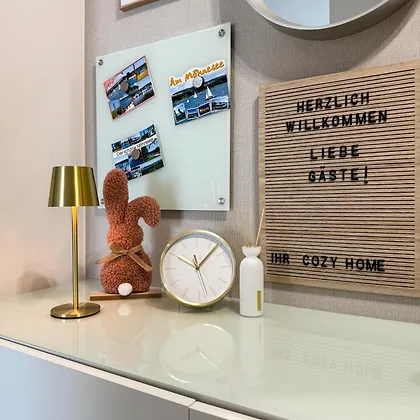 Am Möhnesee
HERZLICH
WILLKOMMEN
LIEBE
GÄSTE!
IHR COZY HOME